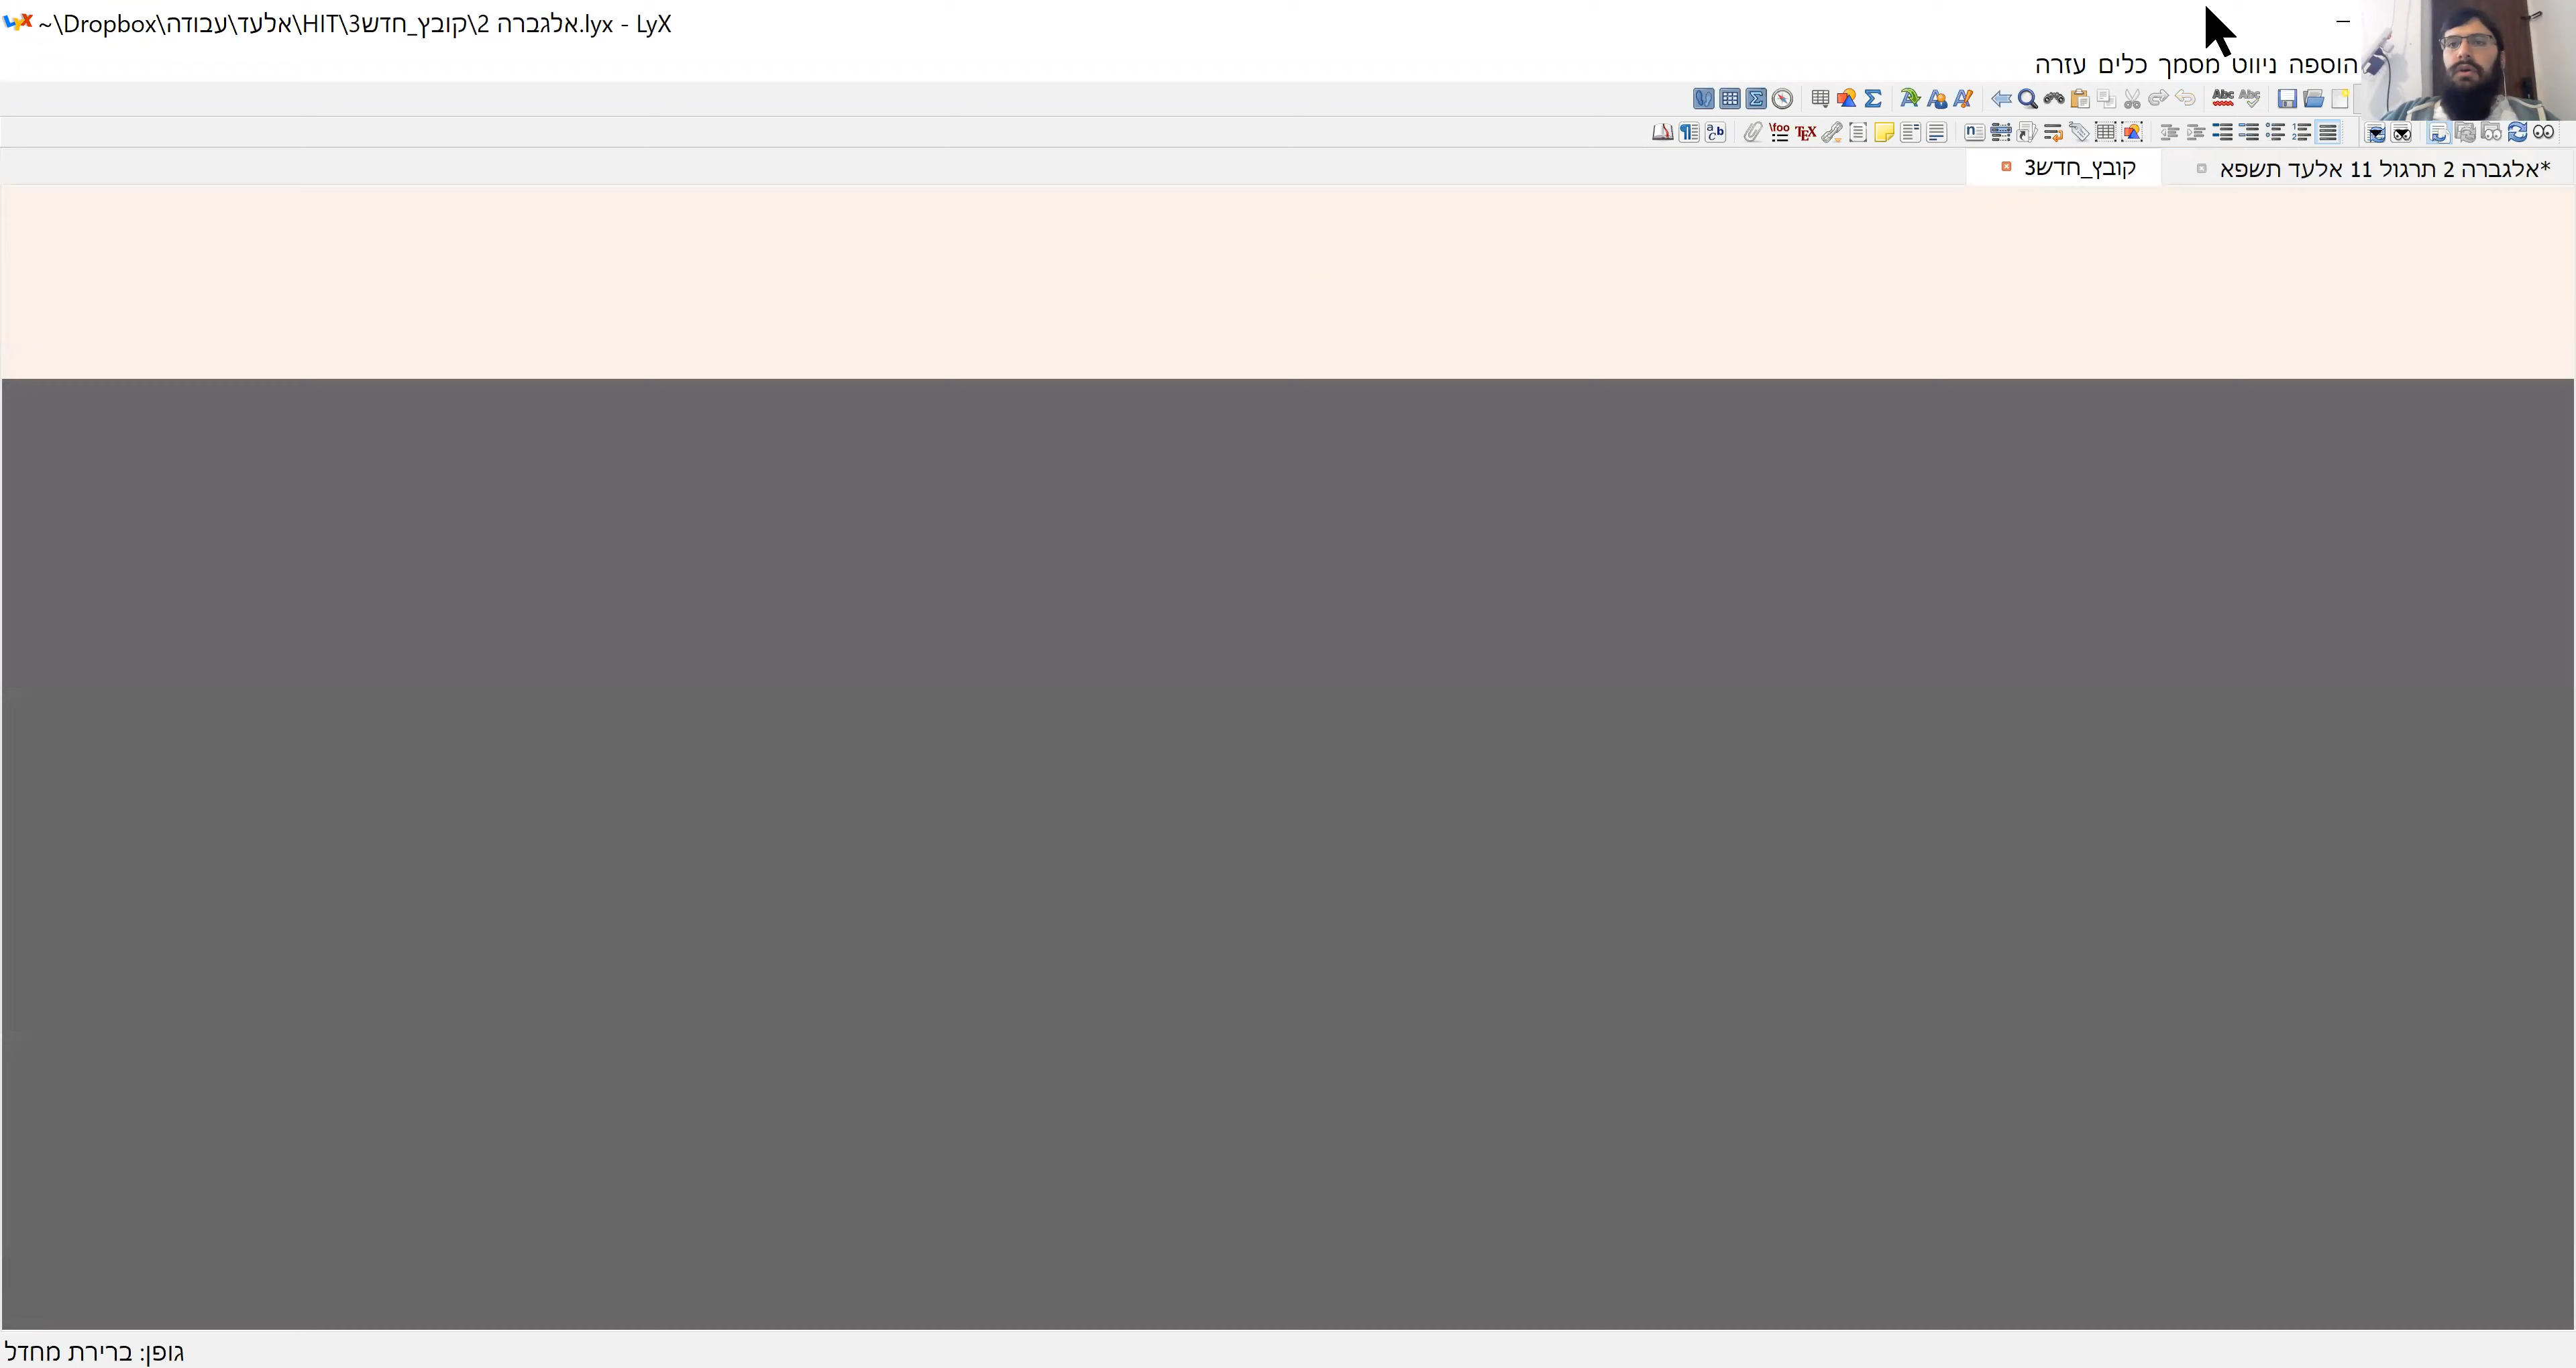 ~\Dropbox\אלעד\עבודה\HIT\אלגברה 2\קובץ_חדש3.lyx - LyX
הוספה ניווט מסמך כלים עזרה
*אלגברה 2 תרגול 11 אלעד תשפא
קובץ_חדש3
גופן: ברירת מחדל